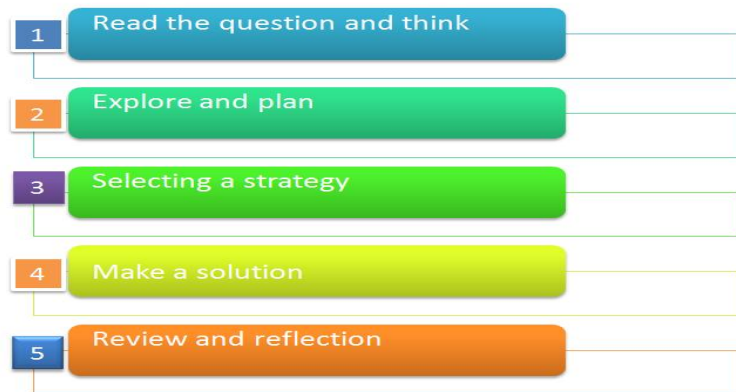 1 Read the question and think
2 Explore and plan
3 Selecting a strategy
4 Make a solution
5 Review and reflection